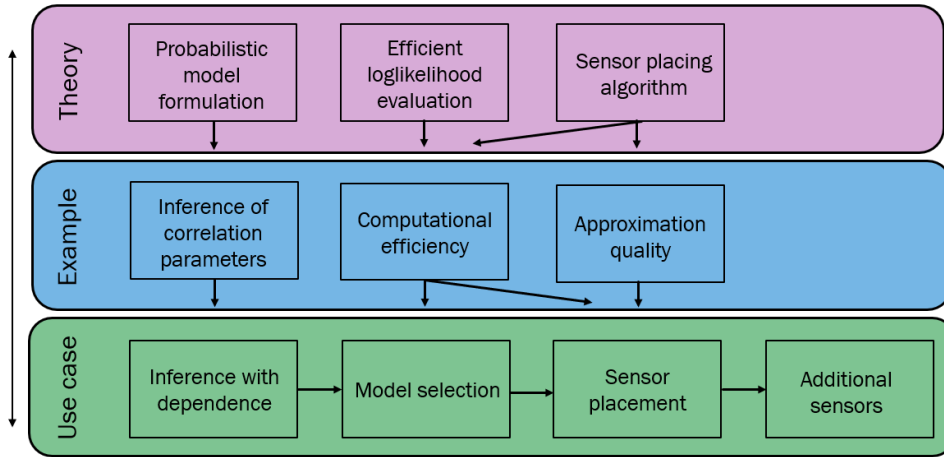 Theory
Probabilistic
model
formulation
Efficient
loglikelihood
evaluation
Sensor placing
algorithm
Example
Inference of
correlation
parameters
Computational
efficiency
Approximation
quality
Use case
Inference with
dependence
Model selection
Sensor
placement
Additional
sensors